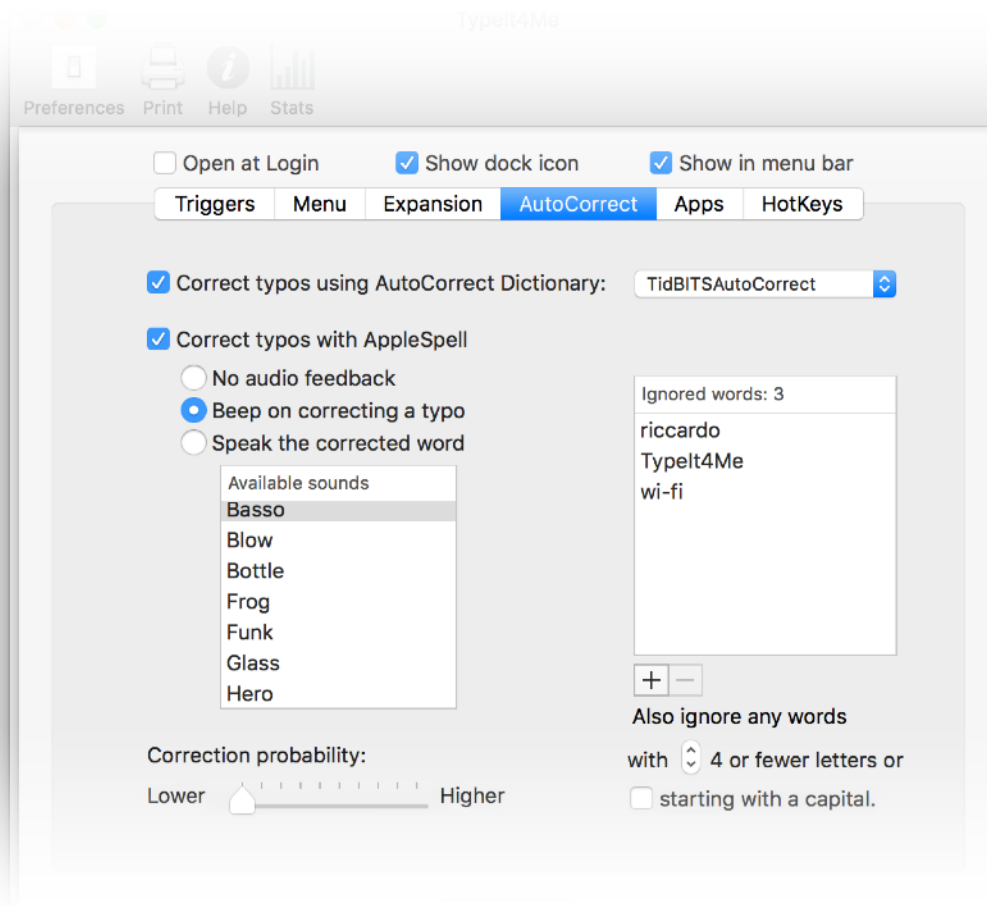 TypeIt4Me
Preferences Print Help Stats
Open at Login Show dock icon Show in menu bar
Triggers Menu Expansion AutoCorrect Apps HotKeys
Correct typos using AutoCorrect Dictionary: TidBITSAutoCorrect
Correct typos with AppleSpell
No audio feedback
Beep on correcting a typo
Speak the corrected word
Available sounds
Basso
Blow
Bottle
Frog
Funk
Glass
Hero
Correction probability:
Lower Higher
Ignored words: 3
riccardo
TypeIt4Me
wi-fi
+ −
Also ignore any words
with 4 or fewer letters or
starting with a capital.